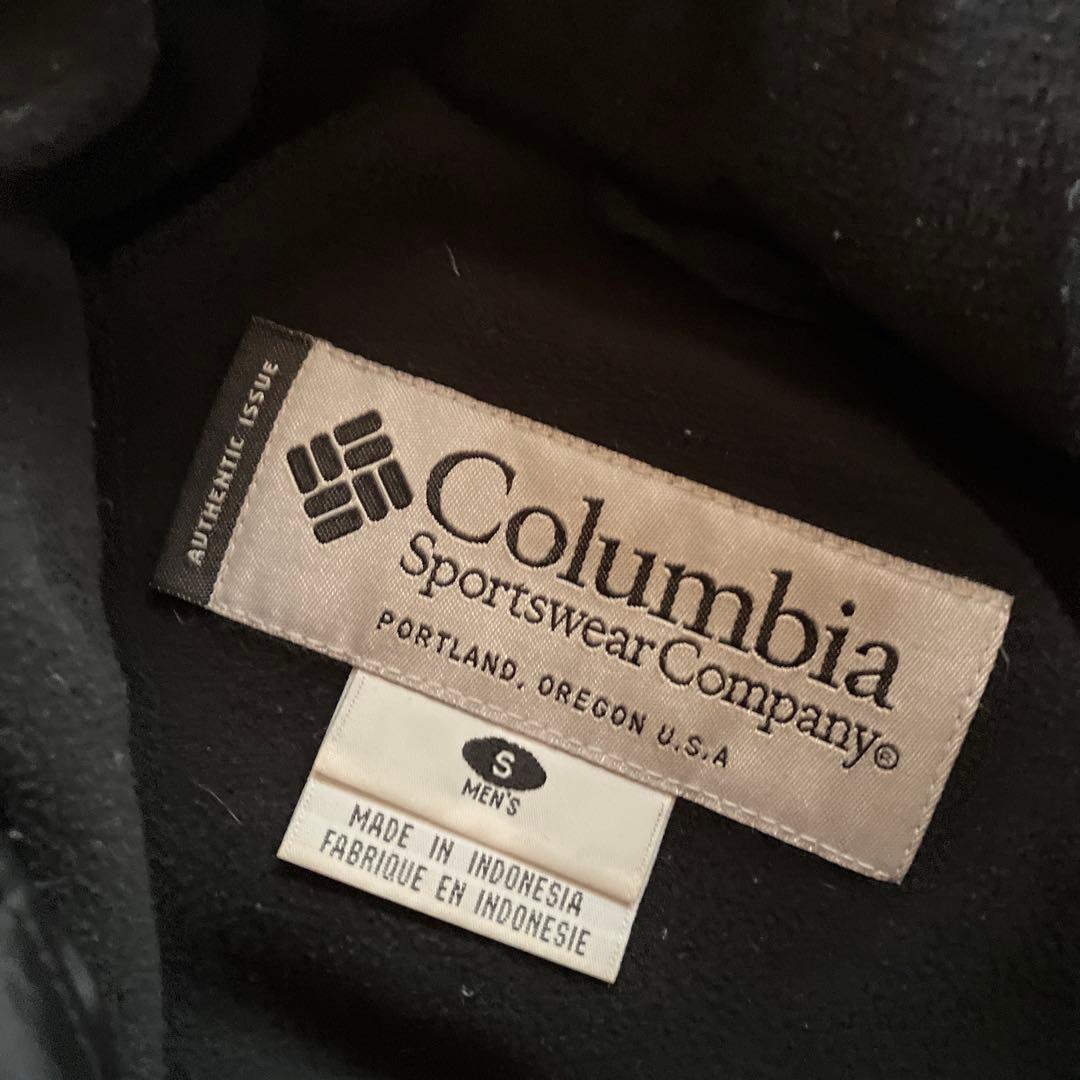 AUTHENTIC ISSUE
Columbia
Sportswear Company®
PORTLAND, OREGON U.S.A
S
MEN'S
MADE IN INDONESIA
FABRIQUE EN INDONESIE